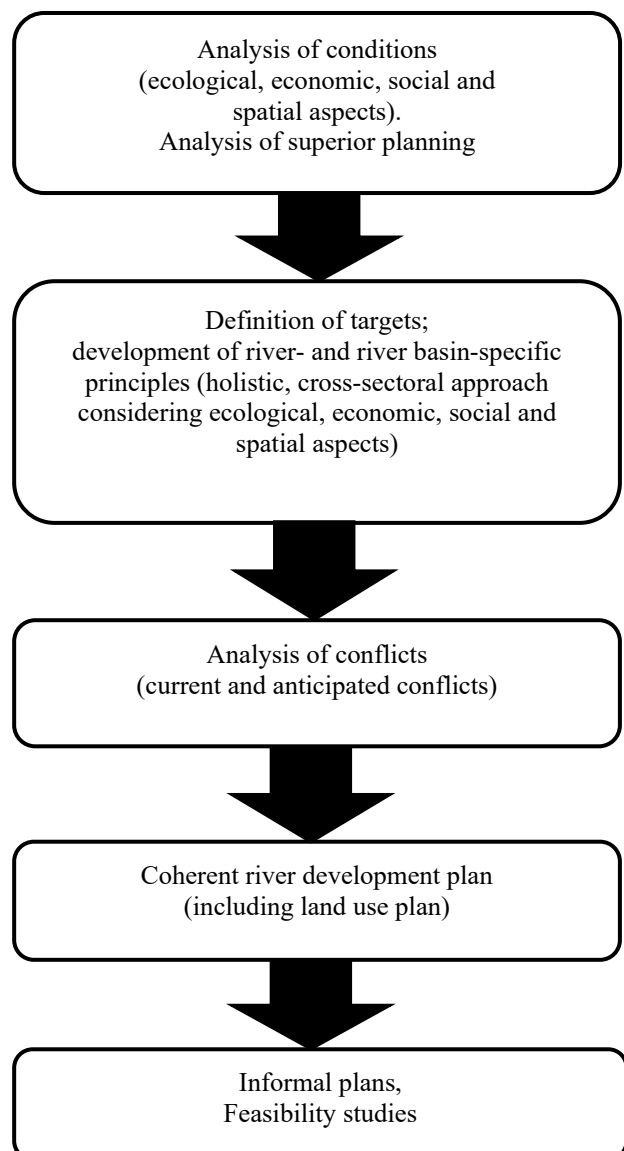 Analysis of conditions
(ecological, economic, social and
spatial aspects).
Analysis of superior planning
Definition of targets;
development of river- and river basin-specific
principles (holistic, cross-sectoral approach
considering ecological, economic, social and
spatial aspects)
Analysis of conflicts
(current and anticipated conflicts)
Coherent river development plan
(including land use plan)
Informal plans,
Feasibility studies